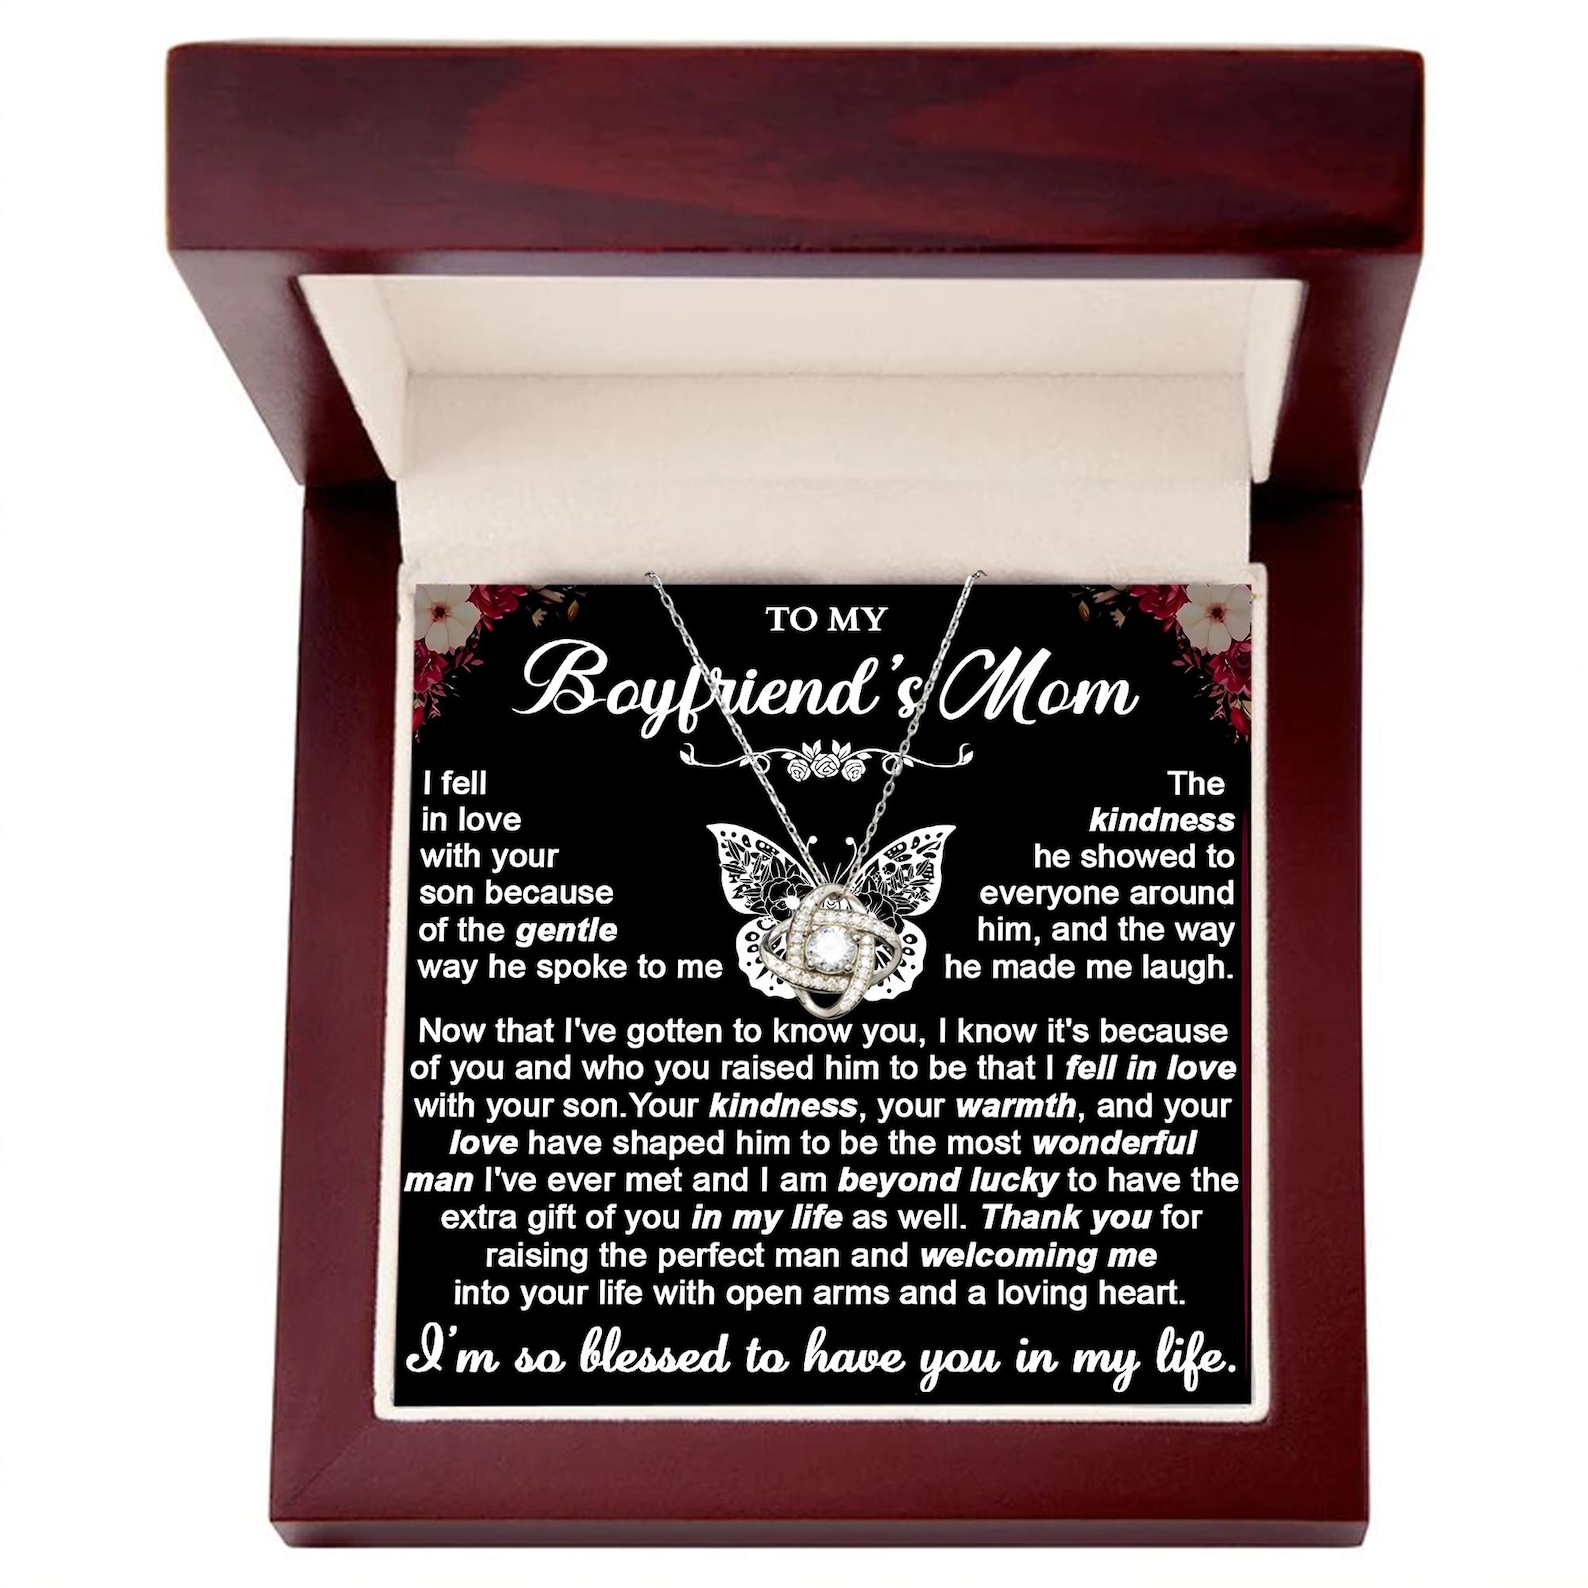 TO MY
Boyfriend's Mom
I fell
in love
with your
son because
of the gentle
way he spoke to me
The
kindness
he showed to
everyone around
him, and the way
he made me laugh.
Now that I've gotten to know you, I know it's because
of you and who you raised him to be that I fell in love
with your son.Your kindness, your warmth, and your
love have shaped him to be the most wonderful
man I've ever met and I am beyond lucky to have the
extra gift of you in my life as well. Thank you for
raising the perfect man and welcoming me
into your life with open arms and a loving heart.
I'm so blessed to have you in my life.